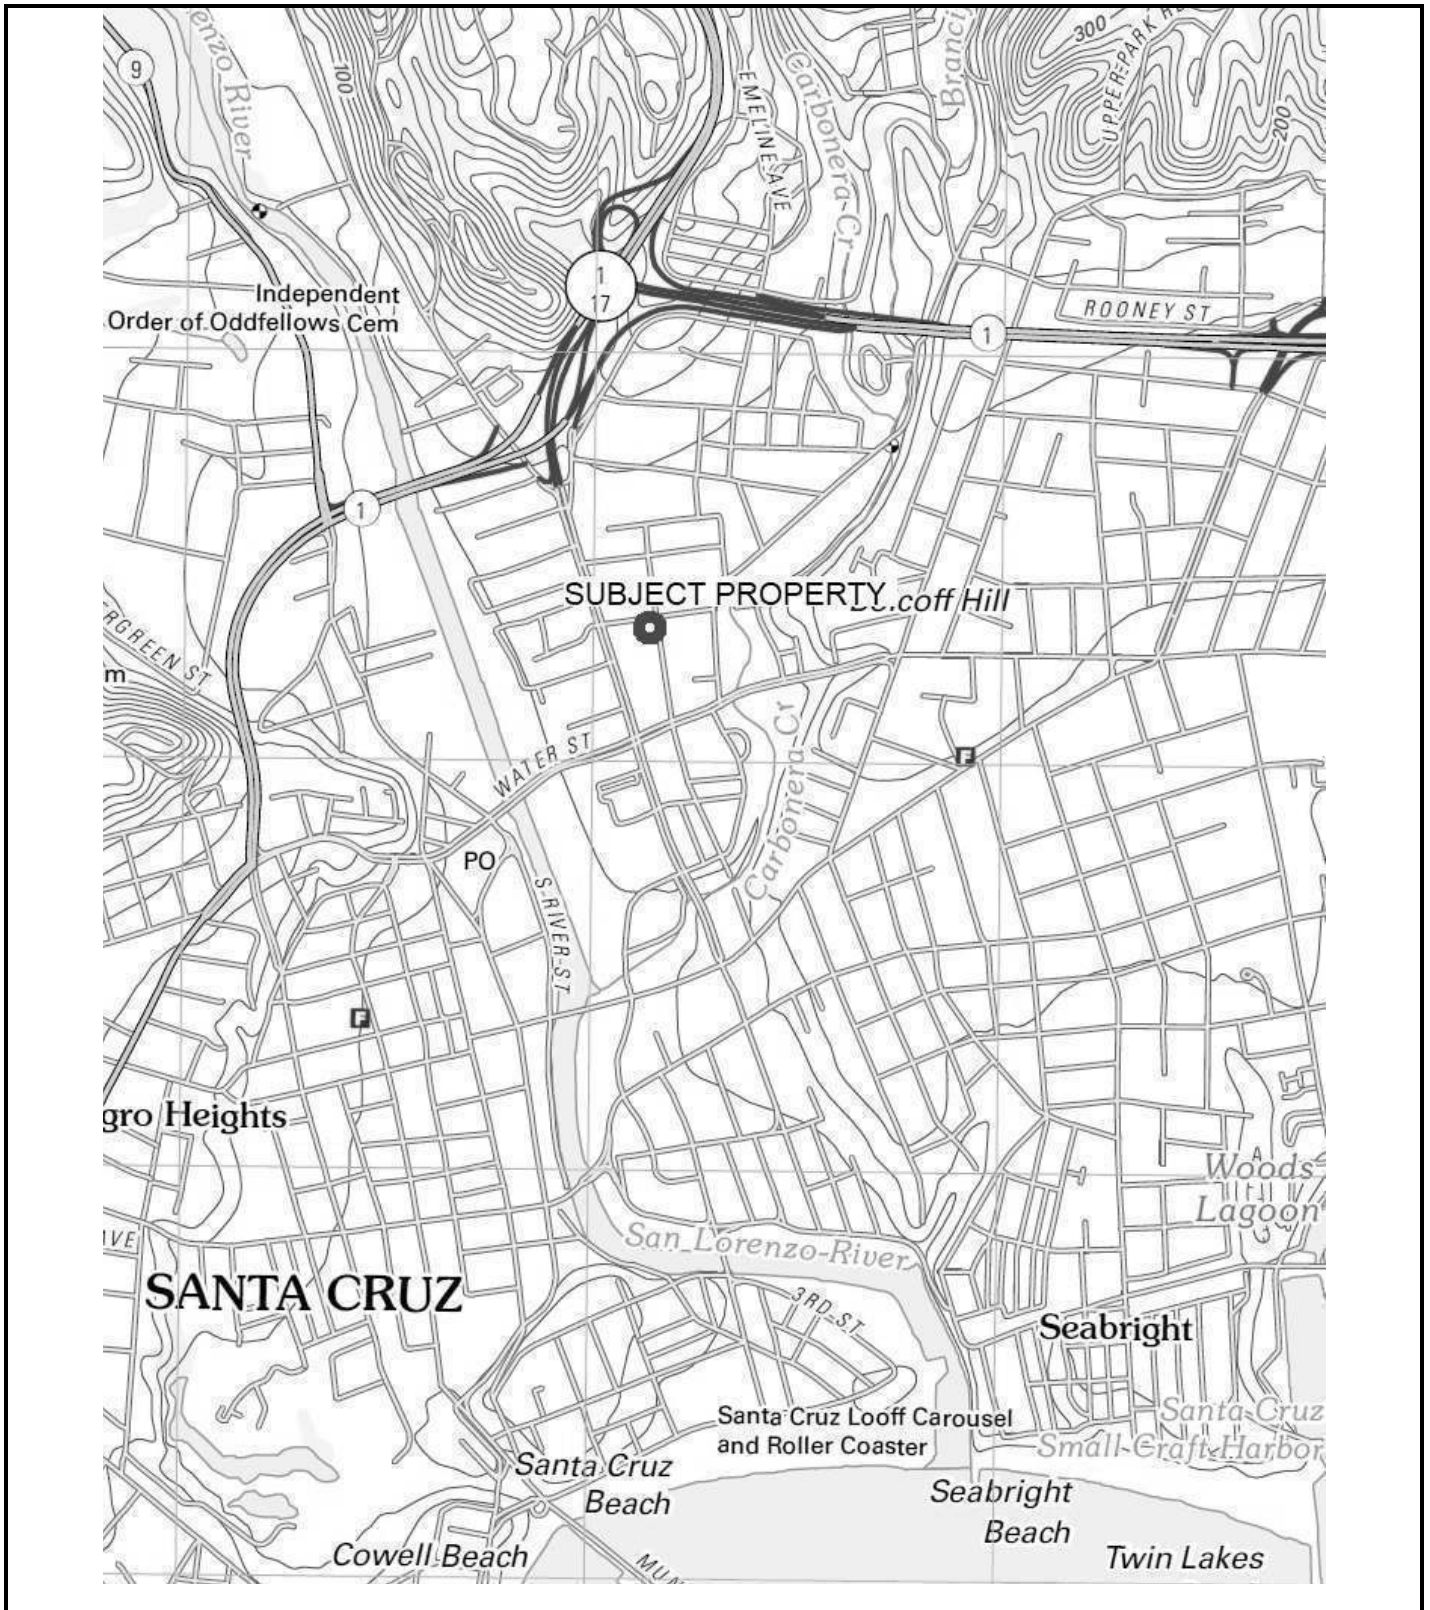 enzo River
9
100
EMELINE AVE
Carbonera Cr
Branci
300
UPPER PARK
200
1
17
Independent
Order of Oddfellows Cem
ROONEY ST
1
1
SUBJECT PROPERTY
coff Hill
ERGREEN ST
m
WATER ST
F
Carbonera Cr
PO
S RIVER ST
F
gro Heights
Woods
Lagoon
AVE
San Lorenzo River
SANTA CRUZ
3RD ST
Seabright
Santa Cruz Looff Carousel
and Roller Coaster
Santa Cruz
Small Craft Harbor
Santa Cruz
Beach
Seabright
Beach
Cowell Beach
MUN
Twin Lakes